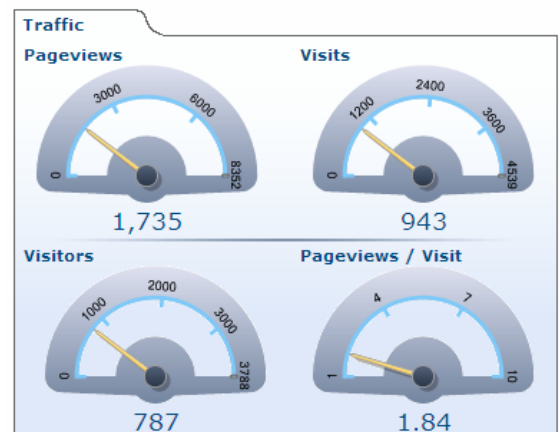 Traffic
Pageviews
0 3000 6000 8352
1,735
Visits
0 1200 2400 3600 4539
943
Visitors
0 1000 2000 3000 3788
787
Pageviews / Visit
1 4 7 10
1.84